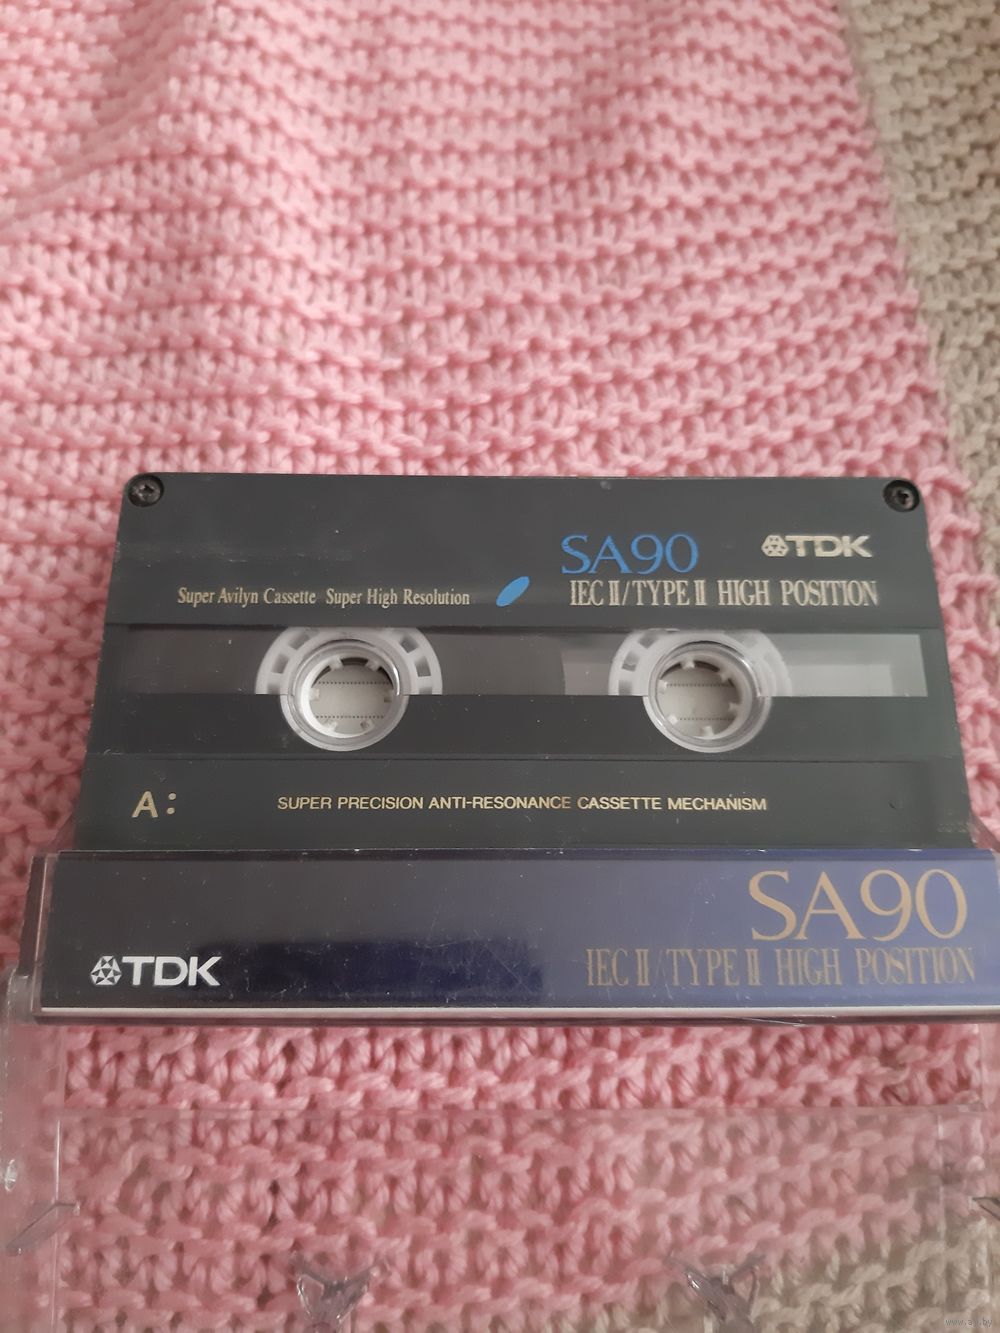 SA90
TDK
Super Avilyn Cassette Super High Resolution
IEC II/TYPE II HIGH POSITION
A:
SUPER PRECISION ANTI-RESONANCE CASSETTE MECHANISM
SA90
TDK
IEC II/TYPE II HIGH POSITION